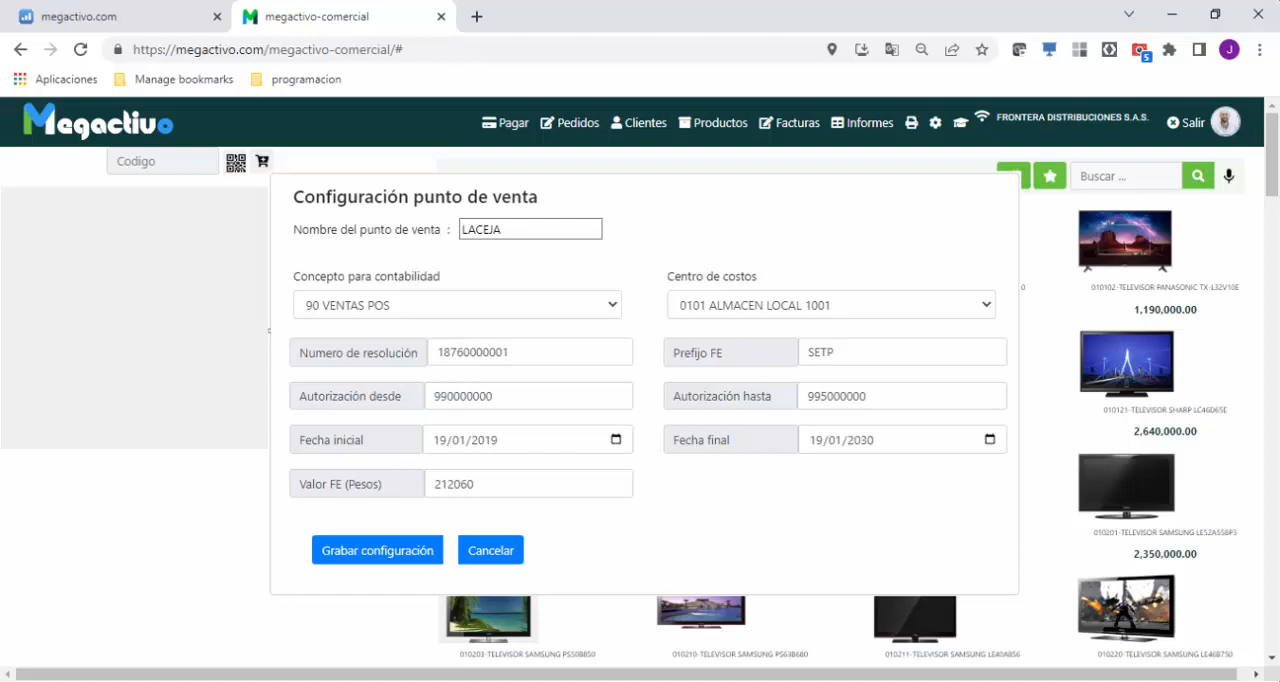 megactivo.com
megactivo-comercial
https://megactivo.com/megactivo-comercial/#
5
J
Aplicaciones
Manage bookmarks
programacion
Megactivo
Pagar
Pedidos
Clientes
Productos
Facturas
Informes
FRONTERA DISTRIBUCIONES S.A.S.
Salir
Codigo
Buscar ...
Configuración punto de venta
Nombre del punto de venta : LACEJA
Concepto para contabilidad
Centro de costos
90 VENTAS POS
0101 ALMACEN LOCAL 1001
Numero de resolución 18760000001
Prefijo FE SETP
Autorización desde 990000000
Autorización hasta 995000000
Fecha inicial 19/01/2019
Fecha final 19/01/2030
Valor FE (Pesos) 212060
Grabar configuración
Cancelar
0
010102-TELEVISOR PANASONIC TX-L32V10E
1,190,000.00
010121-TELEVISOR SHARP LC46D65E
2,640,000.00
010201-TELEVISOR SAMSUNG LE52A558P3
2,350,000.00
010203-TELEVISOR SAMSUNG PS50B850
010210-TELEVISOR SAMSUNG PS63B680
010211-TELEVISOR SAMSUNG LE40A656
010220-TELEVISOR SAMSUNG LE46B750